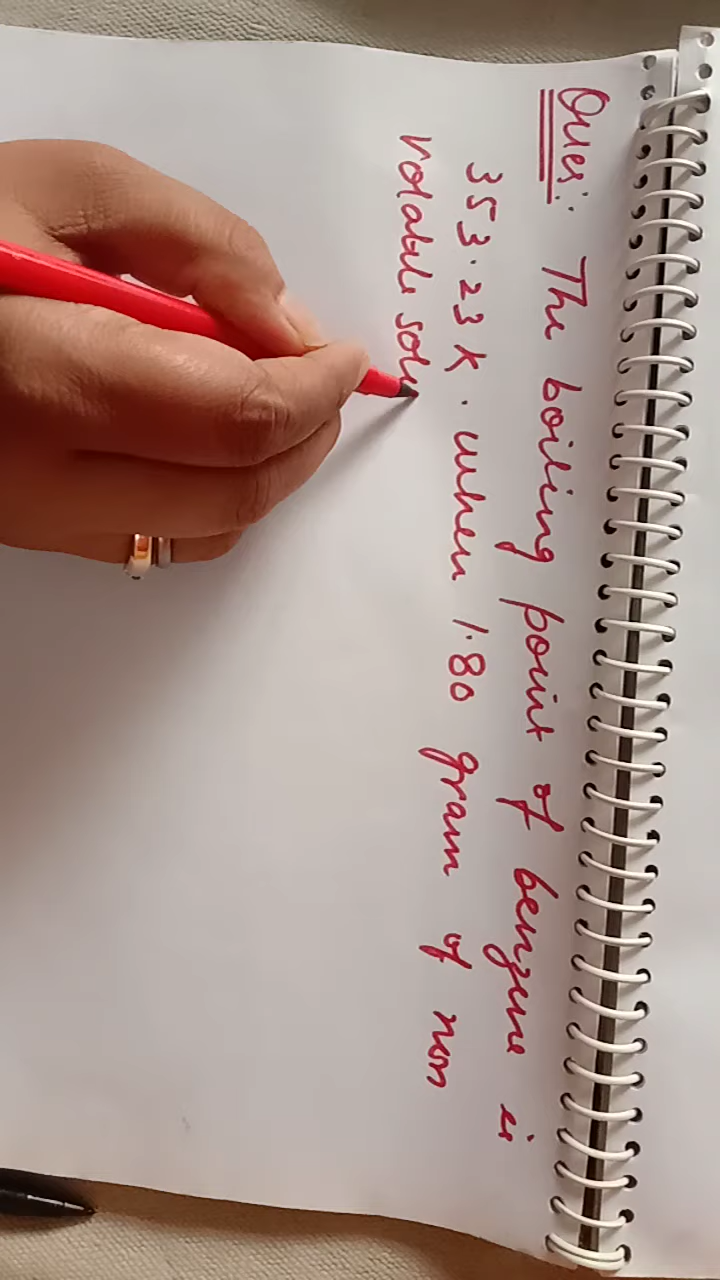 Ques:- The boiling point of benzene is
353.23 K. when 1.80 gram of non
volatile solu